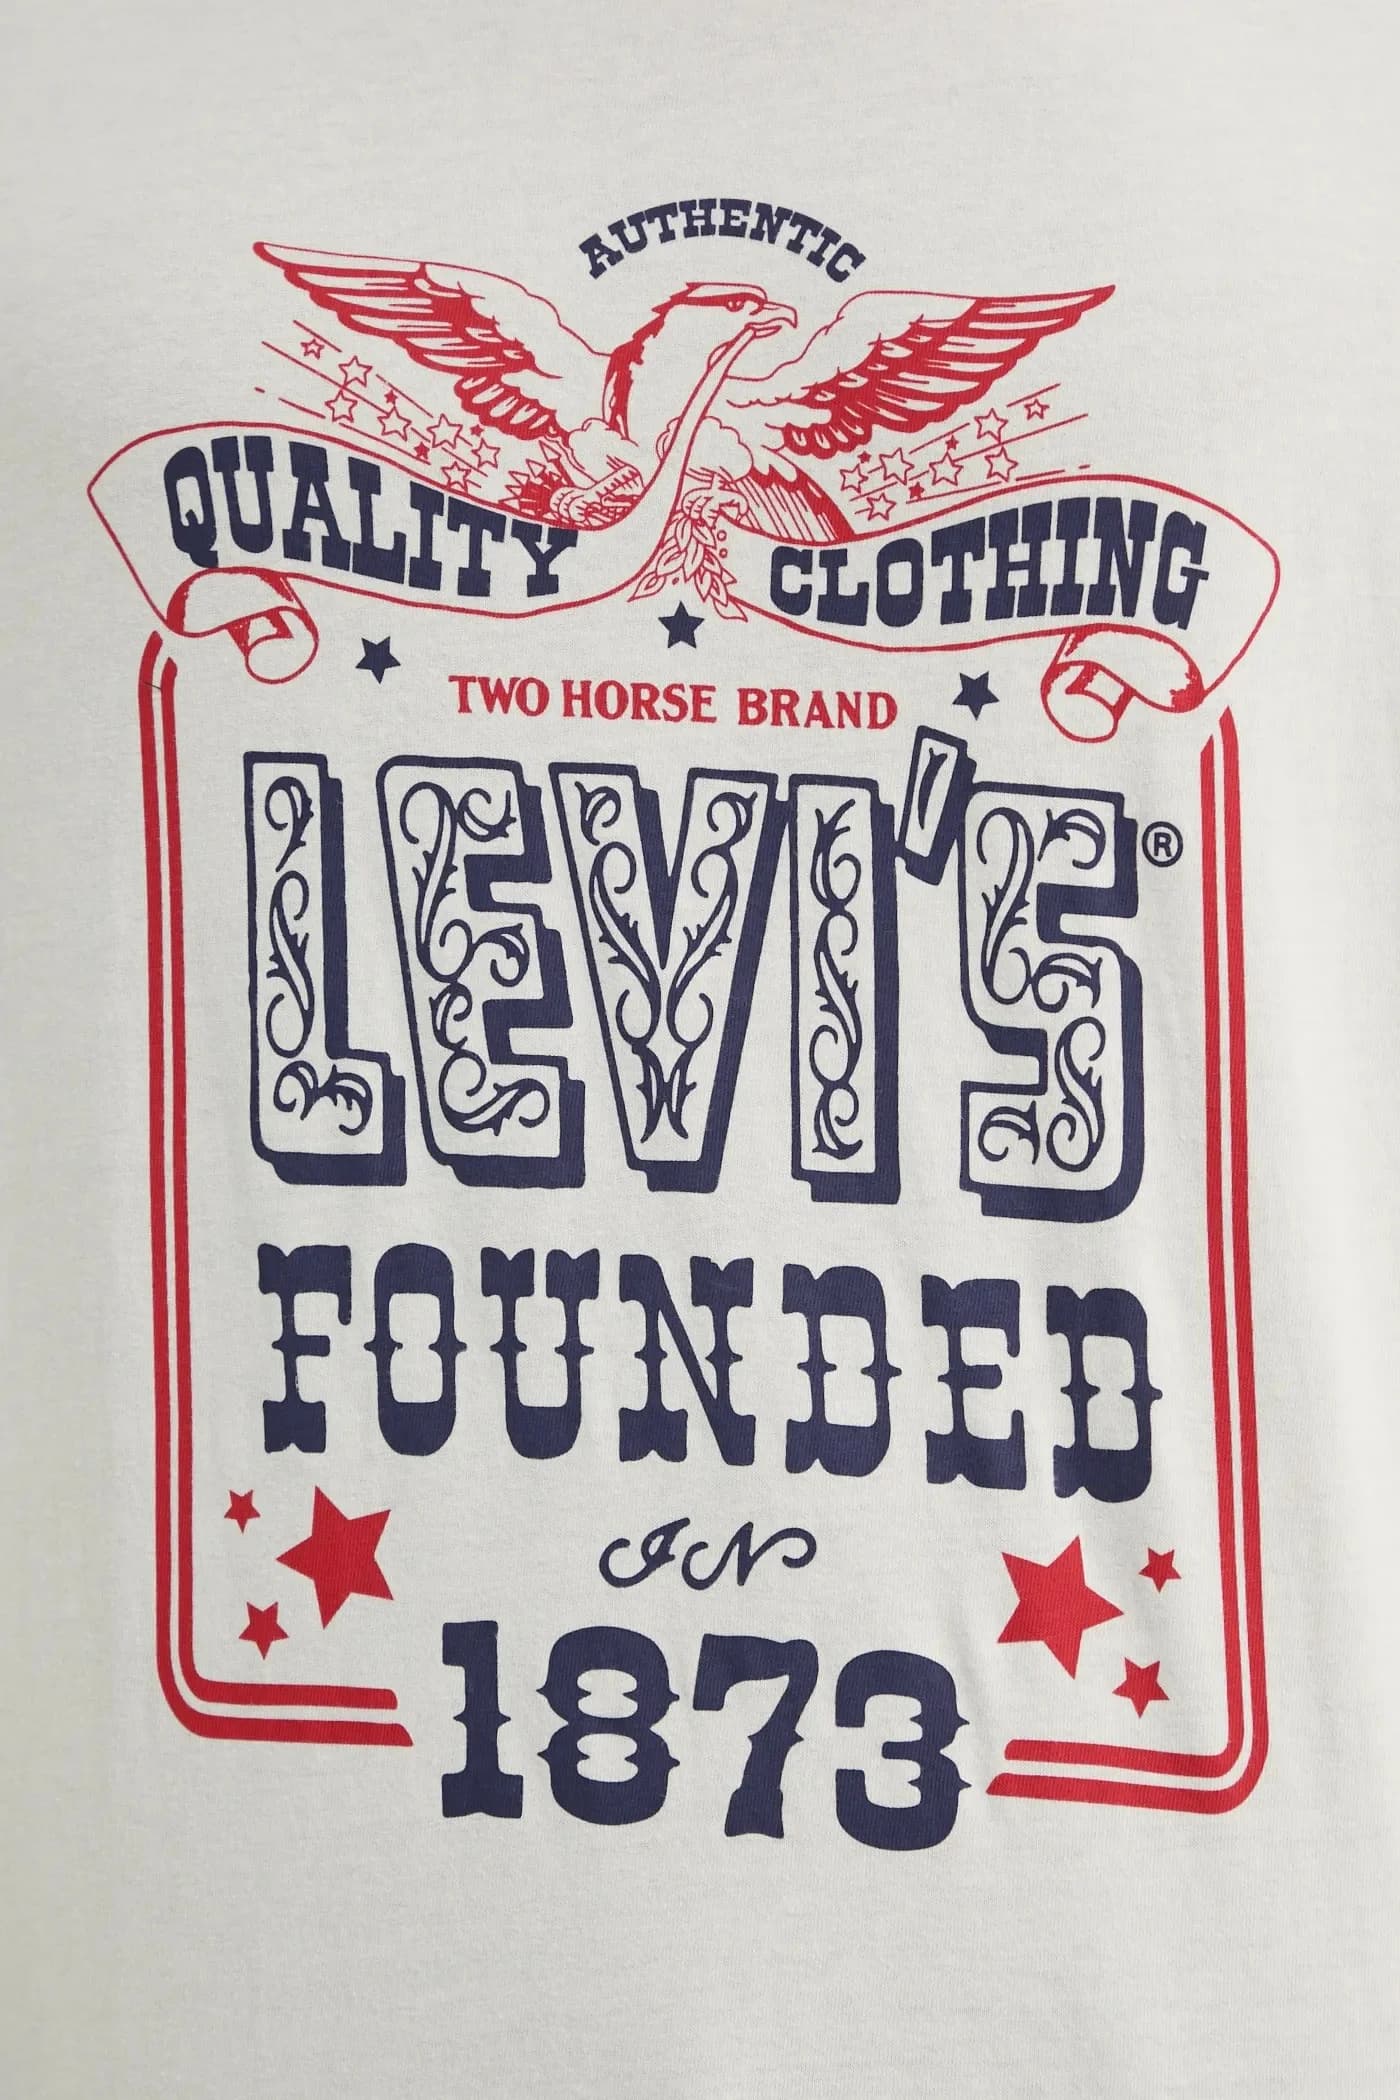 AUTHENTIC
QUALITY CLOTHING
TWO HORSE BRAND
LEVI'S®
FOUNDED
IN
1873